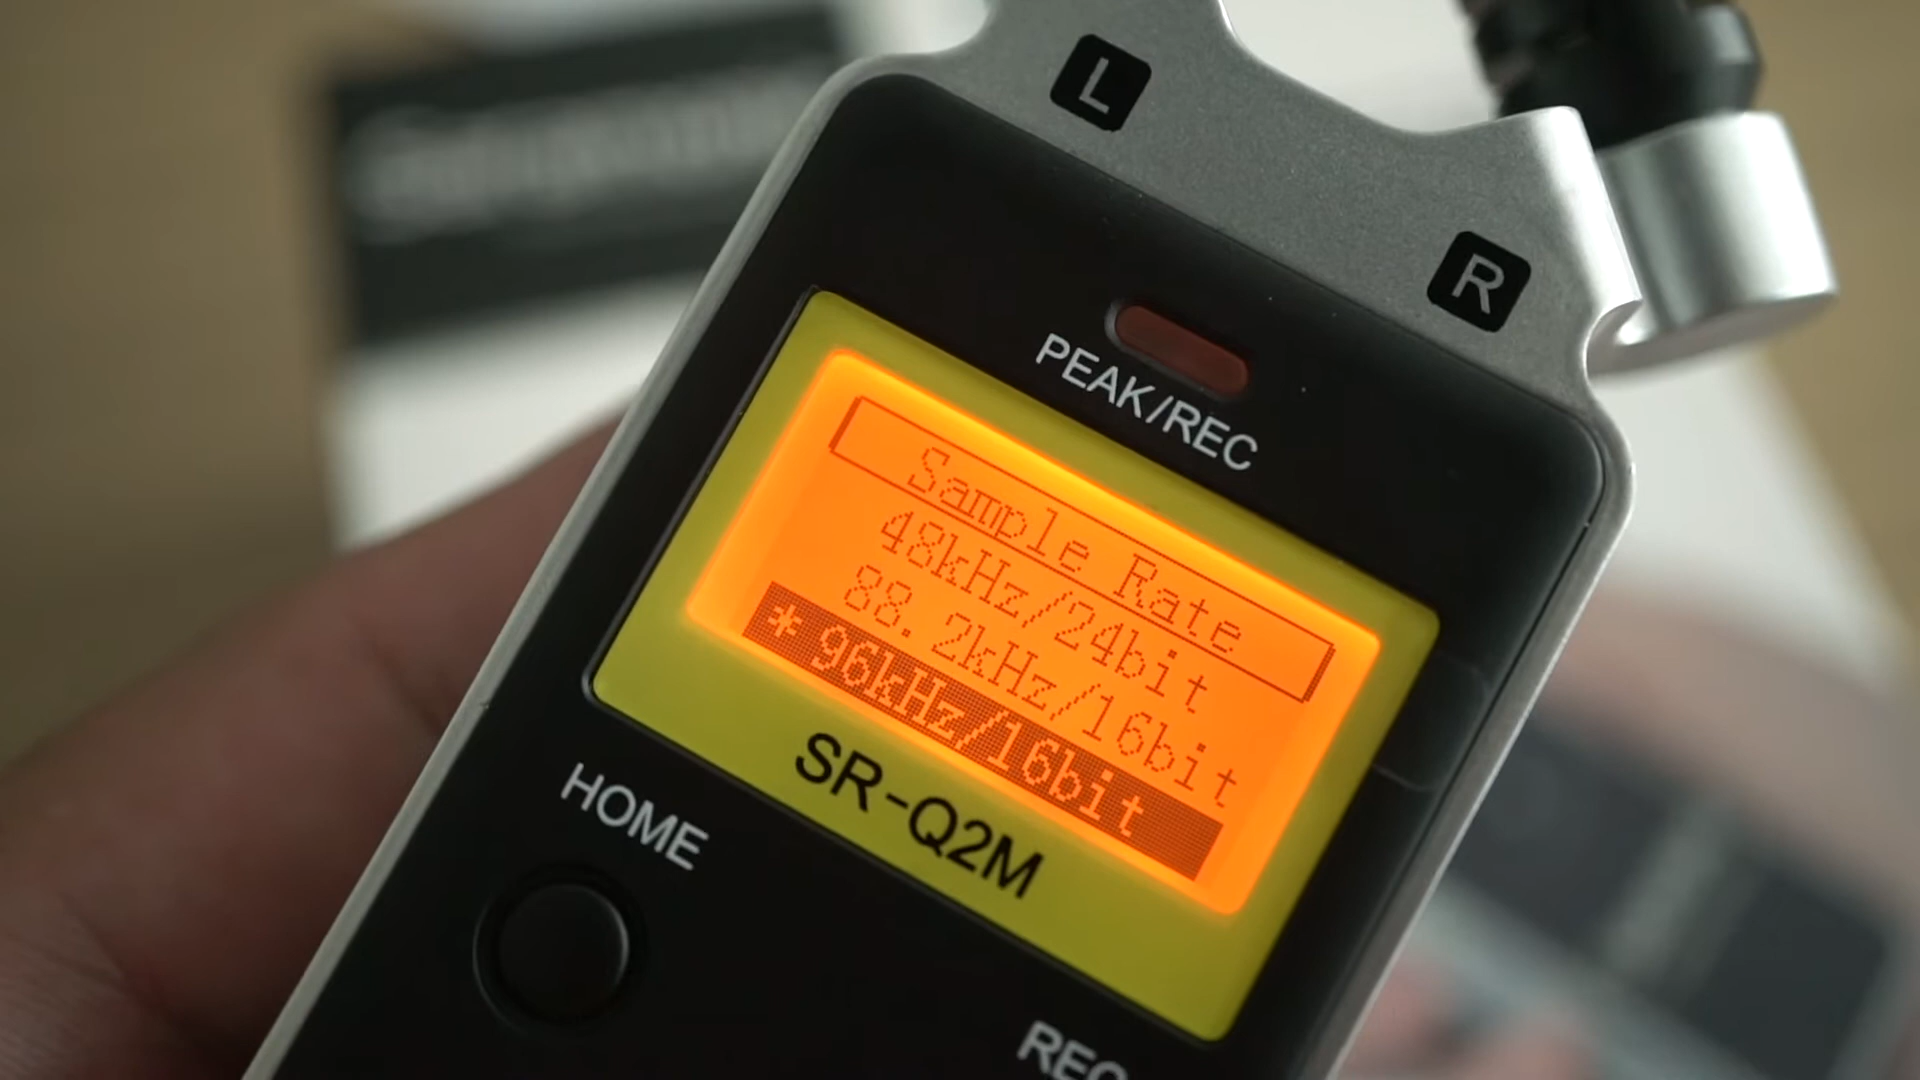 L
R
PEAK/REC
Sample Rate
48kHz/24bit
88.2kHz/16bit
* 96kHz/16bit
SR-Q2M
HOME
REC